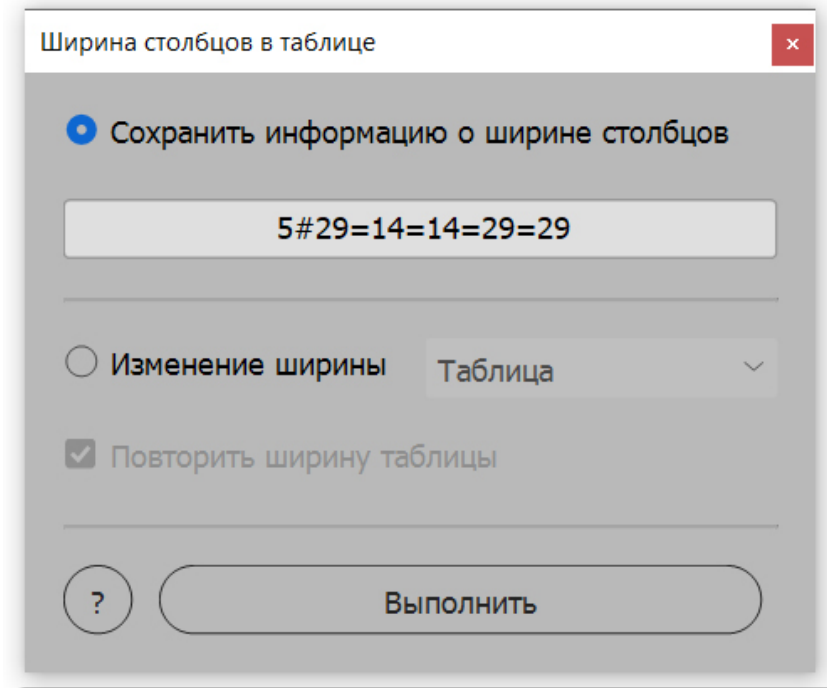 Ширина столбцов в таблице
Сохранить информацию о ширине столбцов
5#29=14=14=29=29
Изменение ширины Таблица
Повторить ширину таблицы
? Выполнить